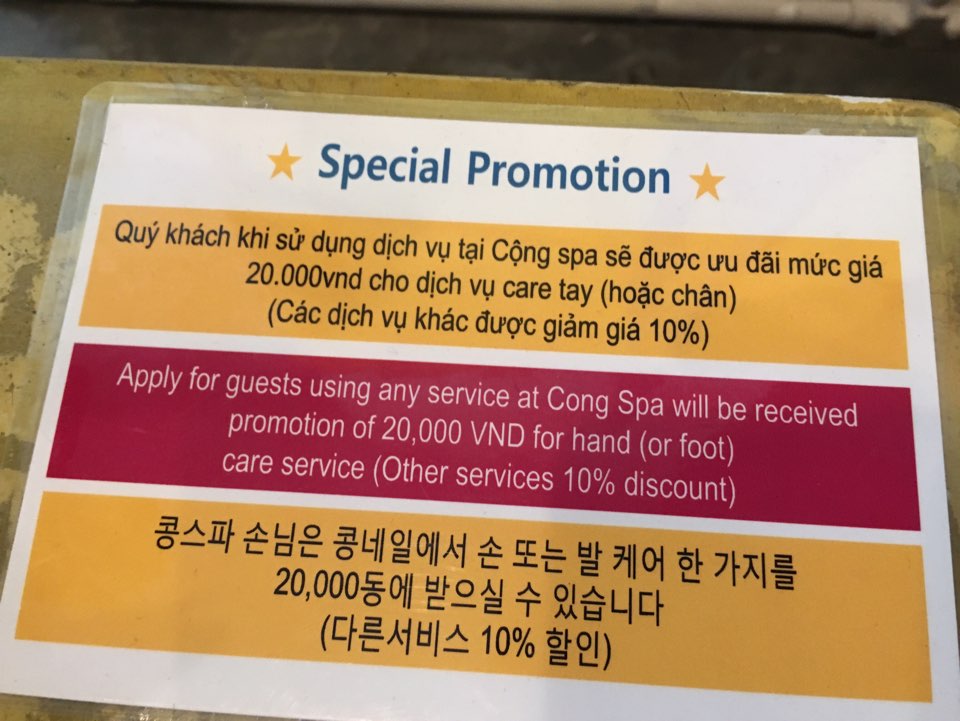 Special Promotion
Quý khách khi sử dụng dịch vụ tại Cộng spa sẽ được ưu đãi mức giá
20.000vnd cho dịch vụ care tay (hoặc chân)
(Các dịch vụ khác được giảm giá 10%)
Apply for guests using any service at Cong Spa will be received
promotion of 20,000 VND for hand (or foot)
care service (Other services 10% discount)
콩스파 손님은 콩네일에서 손 또는 발 케어 한 가지를
20,000동에 받으실 수 있습니다
(다른서비스 10% 할인)